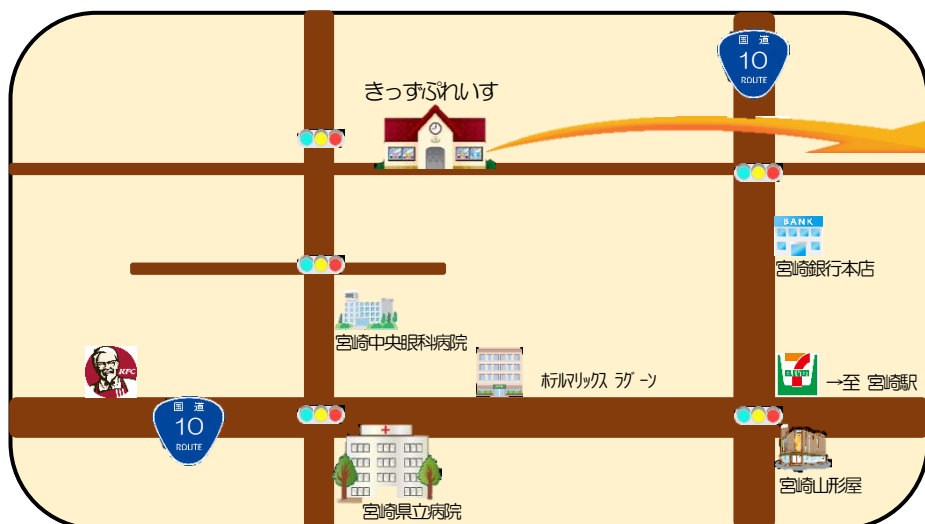 国道
10
ROUTE
きっずぷれいす
BANK
宮崎銀行本店
宮崎中央眼科病院
KFC
ホテルマリックス ラグーン
7
ELEVEN
→至 宮崎駅
国道
10
ROUTE
宮崎県立病院
宮崎山形屋